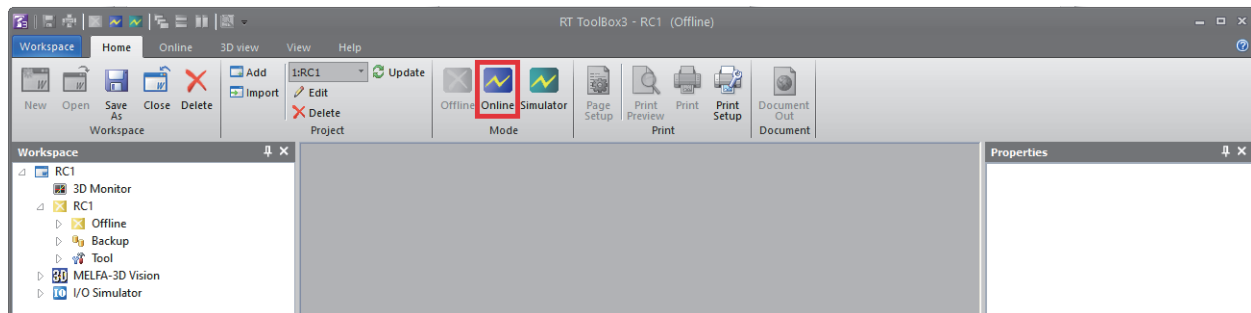 RT ToolBox3 - RC1 (Offline)
Workspace Home Online 3D view View Help
New Open Save As Close Delete
Workspace
Add
Import
1:RC1 Update
Edit
Delete
Project
Offline Online Simulator
Mode
Page Setup Print Preview Print Print Setup
Print
Document Out
Document
Workspace
RC1
3D Monitor
RC1
Offline
Backup
Tool
MELFA-3D Vision
I/O Simulator
Properties